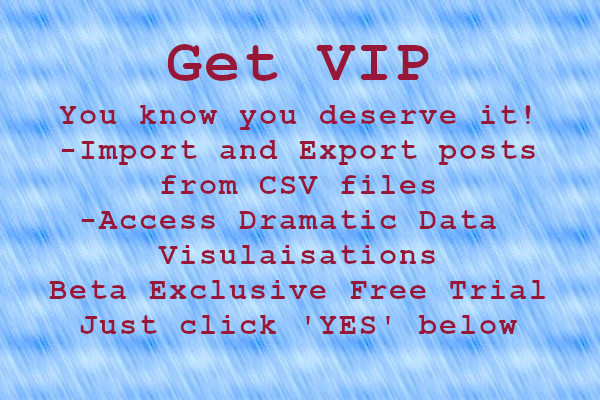 Get VIP
You know you deserve it!
-Import and Export posts
from CSV files
-Access Dramatic Data
Visulaisations
Beta Exclusive Free Trial
Just click 'YES' below